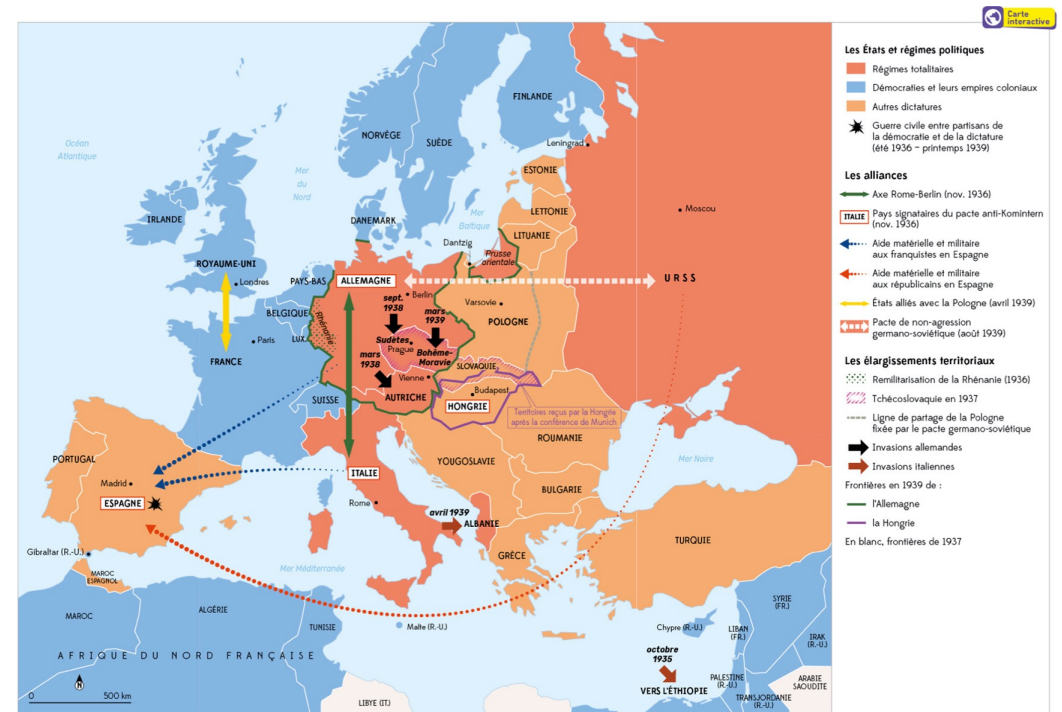 Carte
interactive
Océan
Atlantique
Mer
du
Nord
Mer
Baltique
NORVÈGE
SUÈDE
FINLANDE
Leningrad
ESTONIE
LETTONIE
LITUANIE
Moscou
IRLANDE
DANEMARK
Dantzig
Prusse
orientale
ROYAUME-UNI
Londres
PAYS-BAS
ALLEMAGNE
URSS
sept.
1938
Berlin
mars
1939
Varsovie
POLOGNE
BELGIQUE
Rhénanie
LUX.
Paris
FRANCE
Sudètes
Prague
mars
1938
Bohême-
Moravie
SLOVAQUIE
Vienne
Budapest
AUTRICHE
HONGRIE
SUISSE
Territoires reçus par la Hongrie
après la conférence de Munich
ROUMANIE
YOUGOSLAVIE
Mer Noire
PORTUGAL
Madrid
ESPAGNE
ITALIE
Rome
BULGARIE
avril 1939
ALBANIE
GRÈCE
TURQUIE
Gibraltar (R.-U.)
MAROC
ESPAGNOL
Mer Méditerranée
MAROC
ALGÉRIE
TUNISIE
Malte (R.-U.)
Chypre (R.-U.)
SYRIE
(FR.)
LIBAN
(FR.)
IRAK
(R.-U.)
AFRIQUE DU NORD FRANÇAISE
octobre
1935
VERS L'ÉTHIOPIE
PALESTINE
(R.-U.)
TRANSJORDANIE
(R.-U.)
ARABIE
SAOUDITE
LIBYE (IT.)
N
0 500 km
Les États et régimes politiques
Régimes totalitaires
Démocraties et leurs empires coloniaux
Autres dictatures
Guerre civile entre partisans de
la démocratie et de la dictature
(été 1936 – printemps 1939)
Les alliances
Axe Rome-Berlin (nov. 1936)
ITALIE Pays signataires du pacte anti-Komintern
(nov. 1936)
Aide matérielle et militaire
aux franquistes en Espagne
Aide matérielle et militaire
aux républicains en Espagne
États alliés avec la Pologne (avril 1939)
Pacte de non-agression
germano-soviétique (août 1939)
Les élargissements territoriaux
Remilitarisation de la Rhénanie (1936)
Tchécoslovaquie en 1937
Ligne de partage de la Pologne
fixée par le pacte germano-soviétique
Invasions allemandes
Invasions italiennes
Frontières en 1939 de :
l'Allemagne
la Hongrie
En blanc, frontières de 1937